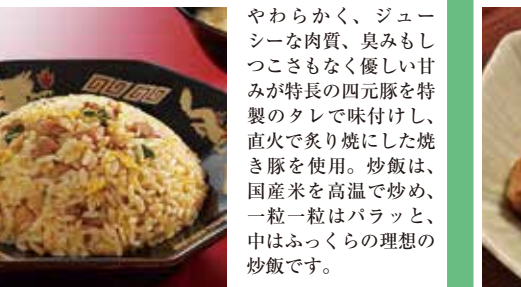 やわらかく、ジュー
シーな肉質、臭みもし
つこさもなく優しい甘
みが特長の四元豚を特
製のタレで味付けし、
直火で炙り焼にした焼
き豚を使用。炒飯は、
国産米を高温で炒め、
一粒一粒はパラッと、
中はふっくらの理想の
炒飯です。